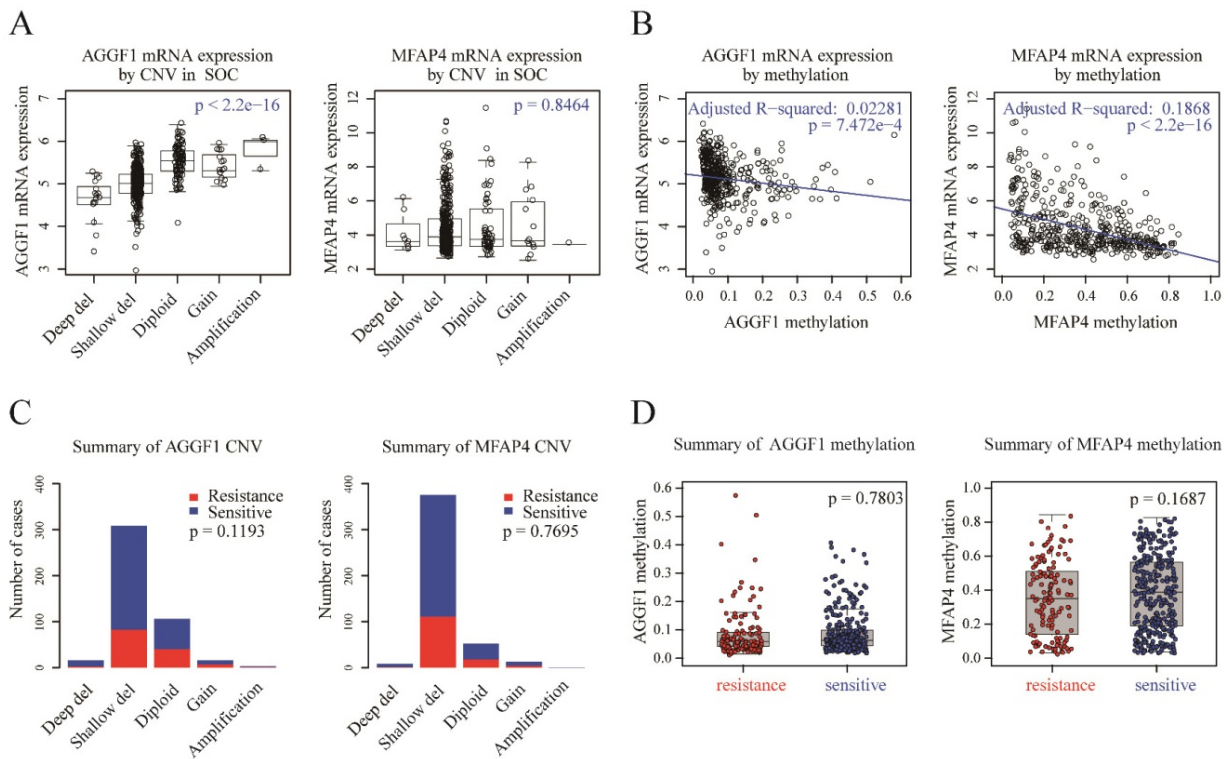 A
AGGF1 mRNA expression
by CNV in SOC
p < 2.2e−16
AGGF1 mRNA expression
7
6
5
4
3
Deep del
Shallow del
Diploid
Gain
Amplification
MFAP4 mRNA expression
by CNV in SOC
p = 0.8464
MFAP4 mRNA expression
12
10
8
6
4
2
Deep del
Shallow del
Diploid
Gain
Amplification
B
AGGF1 mRNA expression
by methylation
Adjusted R−squared: 0.02281
p = 7.472e−4
AGGF1 mRNA expression
7
6
5
4
3
0.0 0.1 0.2 0.3 0.4 0.5 0.6
AGGF1 methylation
MFAP4 mRNA expression
by methylation
Adjusted R−squared: 0.1868
p < 2.2e−16
MFAP4 mRNA expression
12
10
8
6
4
2
0.0 0.2 0.4 0.6 0.8 1.0
MFAP4 methylation
C
Summary of AGGF1 CNV
Resistance
Sensitive
p = 0.1193
Number of cases
400
300
200
100
0
Deep del
Shallow del
Diploid
Gain
Amplification
Summary of MFAP4 CNV
Resistance
Sensitive
p = 0.7695
Number of cases
400
300
200
100
0
Deep del
Shallow del
Diploid
Gain
Amplification
D
Summary of AGGF1 methylation
p = 0.7803
AGGF1 methylation
0.6
0.5
0.4
0.3
0.2
0.1
0.0
resistance sensitive
Summary of MFAP4 methylation
p = 0.1687
MFAP4 methylation
1.0
0.8
0.6
0.4
0.2
0.0
resistance sensitive